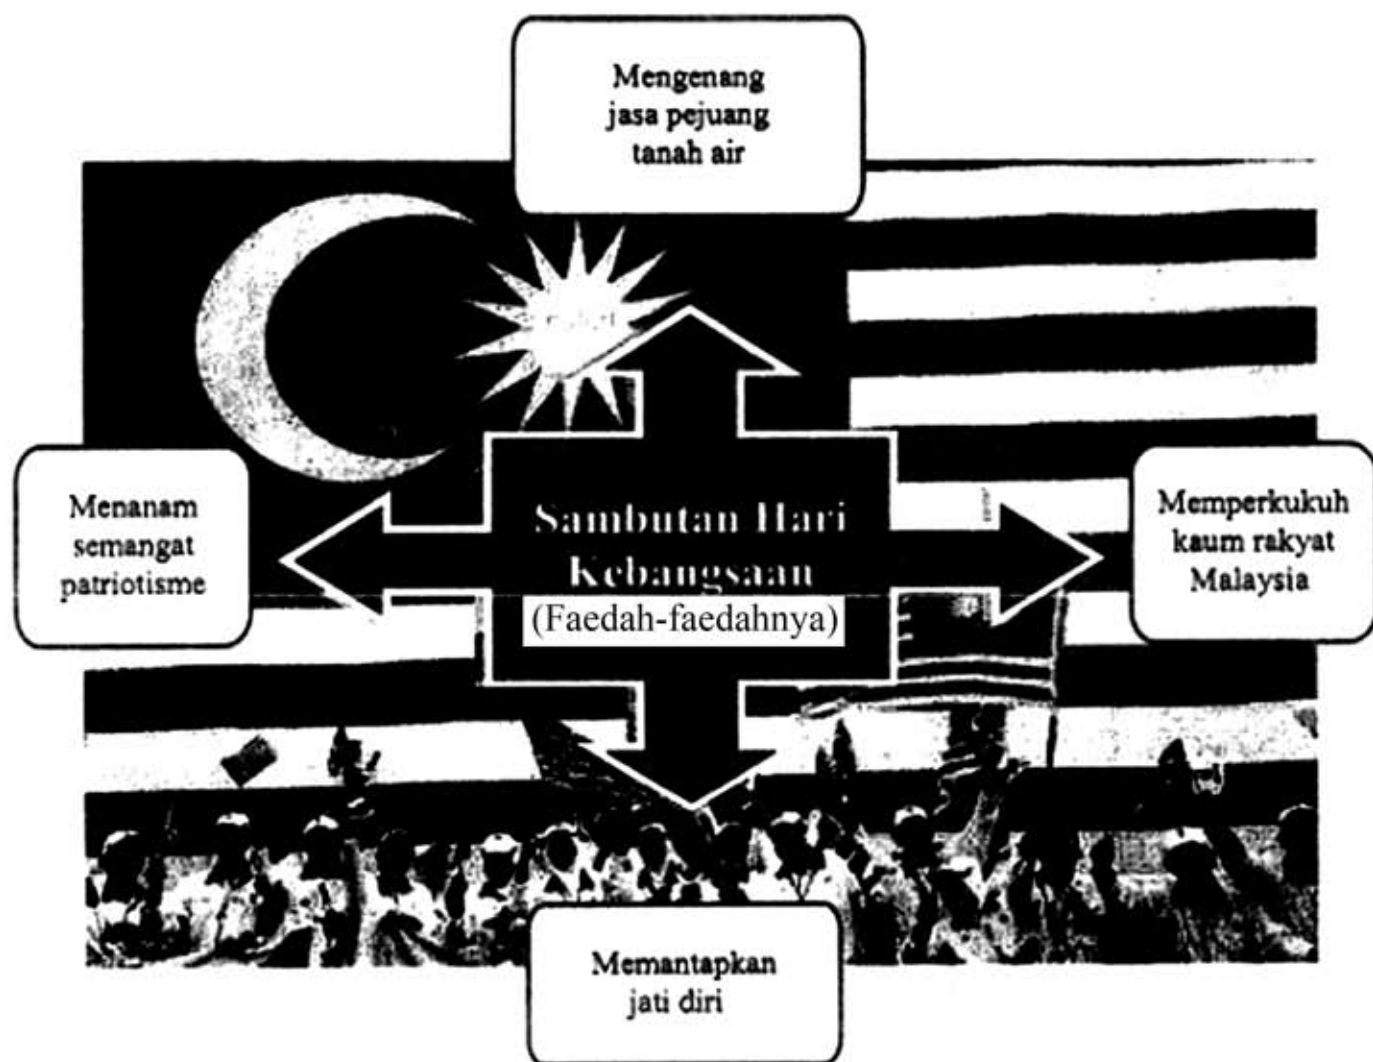 Mengenang
jasa pejuang
tanah air
Menanam
semangat
patriotisme
Sambutan Hari
Kebangsaan
(Faedah-faedahnya)
Memperkukuh
kaum rakyat
Malaysia
Memantapkan
jati diri